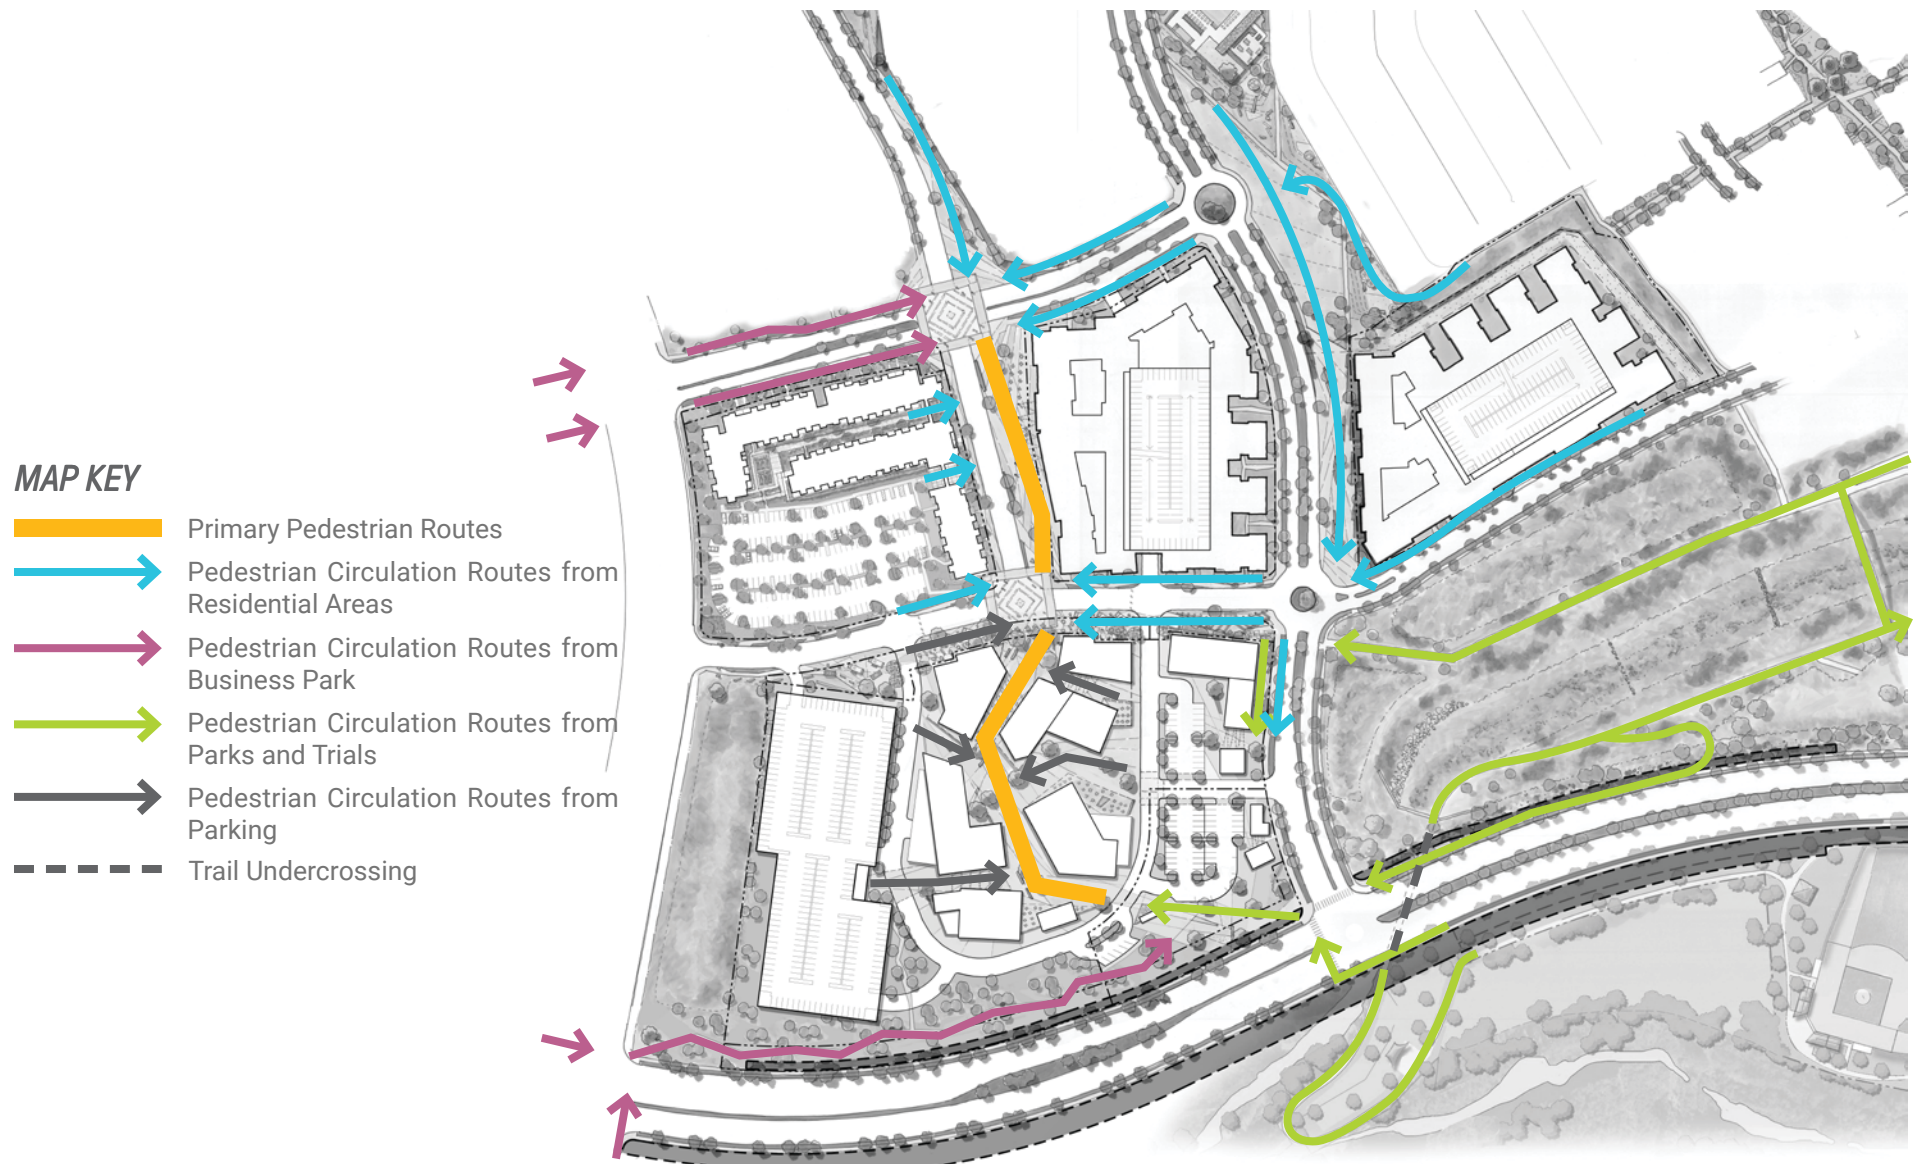 MAP KEY
Primary Pedestrian Routes
Pedestrian Circulation Routes from
Residential Areas
Pedestrian Circulation Routes from
Business Park
Pedestrian Circulation Routes from
Parks and Trials
Pedestrian Circulation Routes from
Parking
Trail Undercrossing